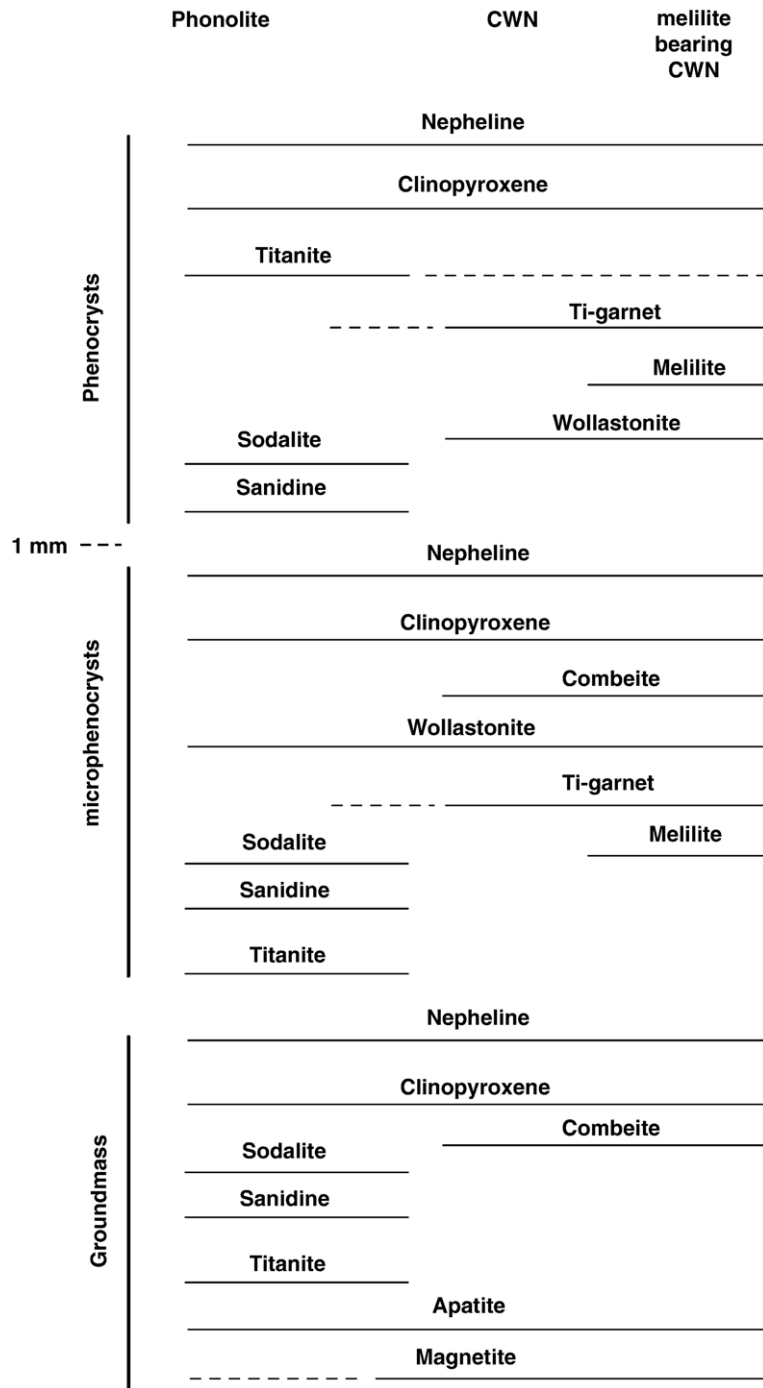 Phonolite
CWN
melilite
bearing
CWN
Phenocrysts
Nepheline
Clinopyroxene
Titanite
Ti-garnet
Melilite
Wollastonite
Sodalite
Sanidine
1 mm
microphenocrysts
Nepheline
Clinopyroxene
Combeite
Wollastonite
Ti-garnet
Melilite
Sodalite
Sanidine
Titanite
Groundmass
Nepheline
Clinopyroxene
Combeite
Sodalite
Sanidine
Titanite
Apatite
Magnetite